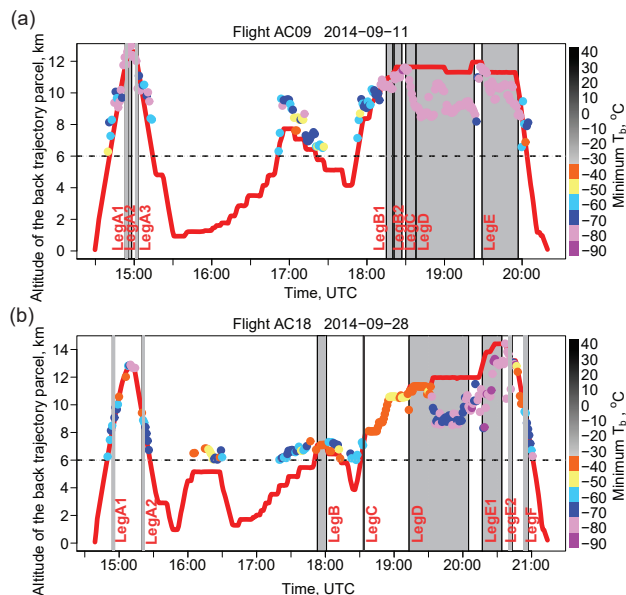 (a)
Flight AC09 2014-09-11
Altitude of the back trajectory parcel, km
12
10
8
6
4
2
0
LegA1
LegA2
LegA3
LegB1
LegB2
LegC
LegD
LegE
15:00 16:00 17:00 18:00 19:00 20:00
Time, UTC
40
30
20
10
0
−10
−20
−30
−40
−50
−60
−70
−80
−90
Minimum Tb, °C
(b)
Flight AC18 2014-09-28
Altitude of the back trajectory parcel, km
14
12
10
8
6
4
2
0
LegA1
LegA2
LegB
LegC
LegD
LegE1
LegE2
LegF
15:00 16:00 17:00 18:00 19:00 20:00 21:00
Time, UTC
40
30
20
10
0
−10
−20
−30
−40
−50
−60
−70
−80
−90
Minimum Tb , °C